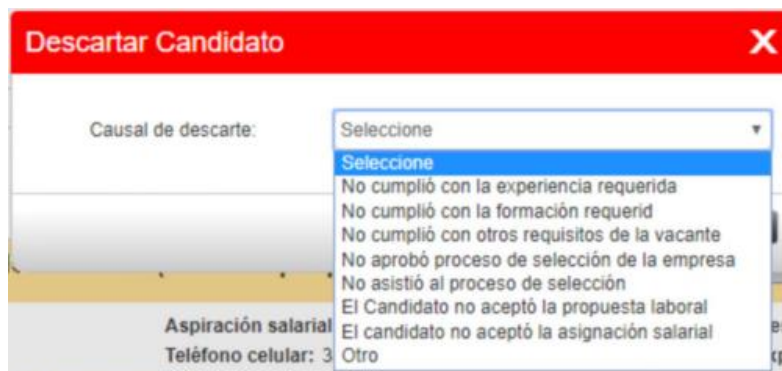 Descartar Candidato X
Causal de descarte: Seleccione
Seleccione
No cumplió con la experiencia requerida
No cumplió con la formación requerid
No cumplió con otros requisitos de la vacante
No aprobó proceso de selección de la empresa
No asistió al proceso de selección
El Candidato no aceptó la propuesta laboral
Aspiración salarial El candidato no aceptó la asignación salarial
Teléfono celular: 3 Otro